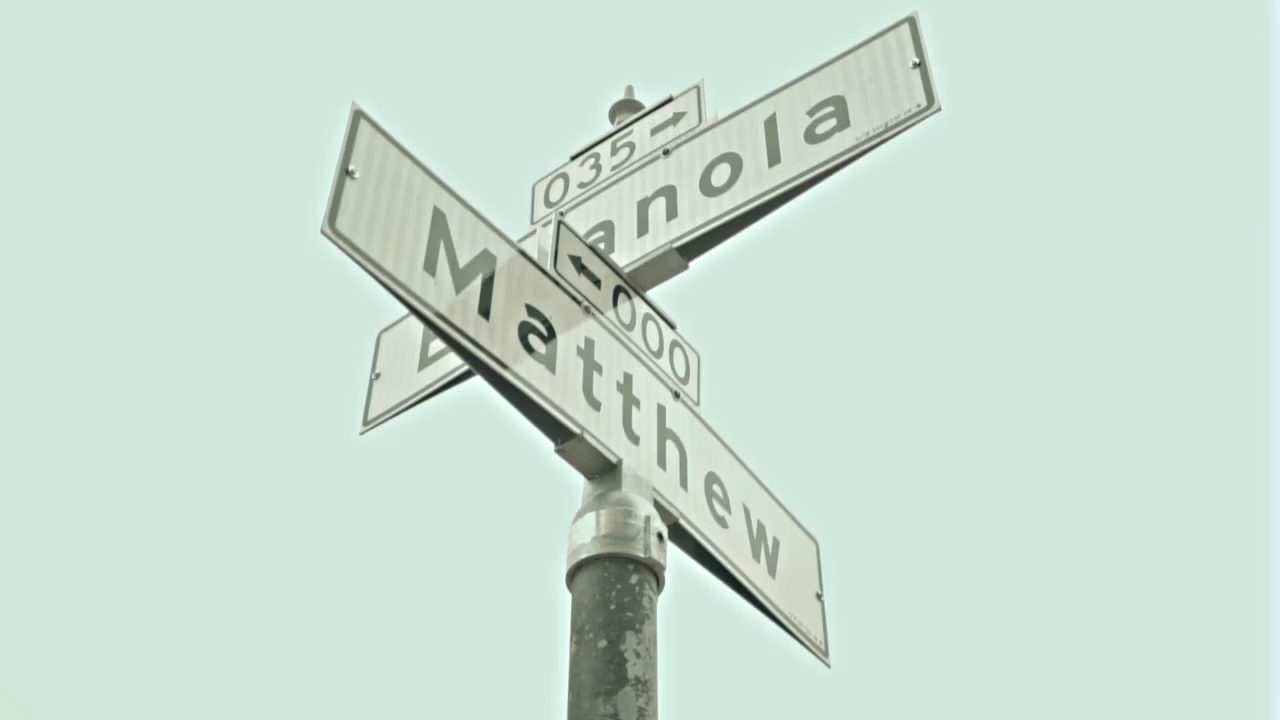 035 →
anola
← 000
Matthew